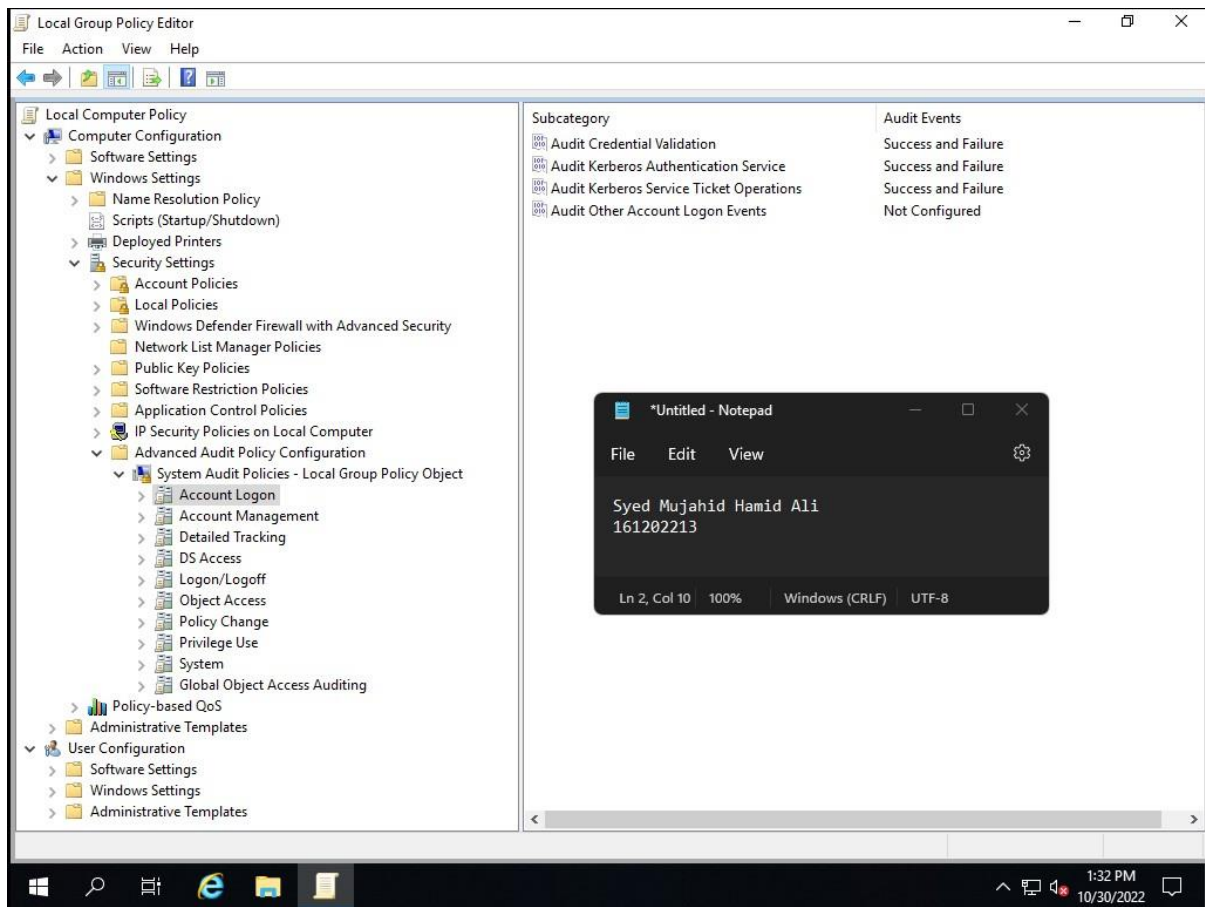 Local Group Policy Editor
File Action View Help
Local Computer Policy
Computer Configuration
Software Settings
Windows Settings
Name Resolution Policy
Scripts (Startup/Shutdown)
Deployed Printers
Security Settings
Account Policies
Local Policies
Windows Defender Firewall with Advanced Security
Network List Manager Policies
Public Key Policies
Software Restriction Policies
Application Control Policies
IP Security Policies on Local Computer
Advanced Audit Policy Configuration
System Audit Policies - Local Group Policy Object
Account Logon
Account Management
Detailed Tracking
DS Access
Logon/Logoff
Object Access
Policy Change
Privilege Use
System
Global Object Access Auditing
Policy-based QoS
Administrative Templates
User Configuration
Software Settings
Windows Settings
Administrative Templates
Subcategory Audit Events
Audit Credential Validation Success and Failure
Audit Kerberos Authentication Service Success and Failure
Audit Kerberos Service Ticket Operations Success and Failure
Audit Other Account Logon Events Not Configured
*Untitled - Notepad
File Edit View
Syed Mujahid Hamid Ali
161202213
Ln 2, Col 10 100% Windows (CRLF) UTF-8
1:32 PM
10/30/2022